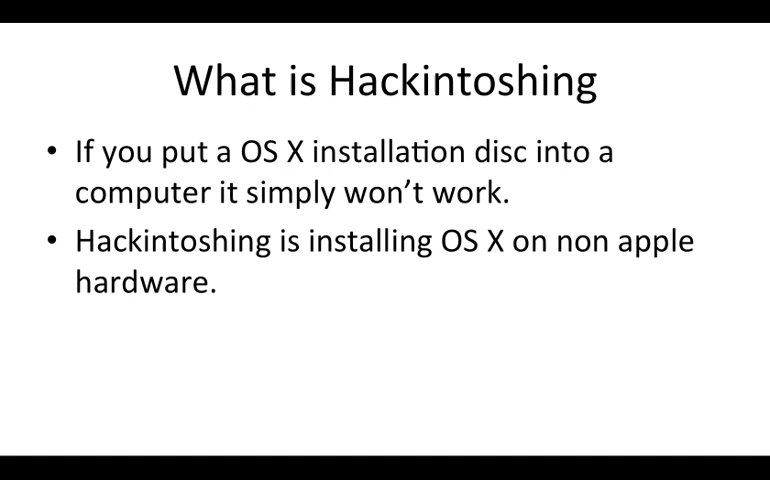 What is Hackintoshing
• If you put a OS X installation disc into a
computer it simply won’t work.
• Hackintoshing is installing OS X on non apple
hardware.